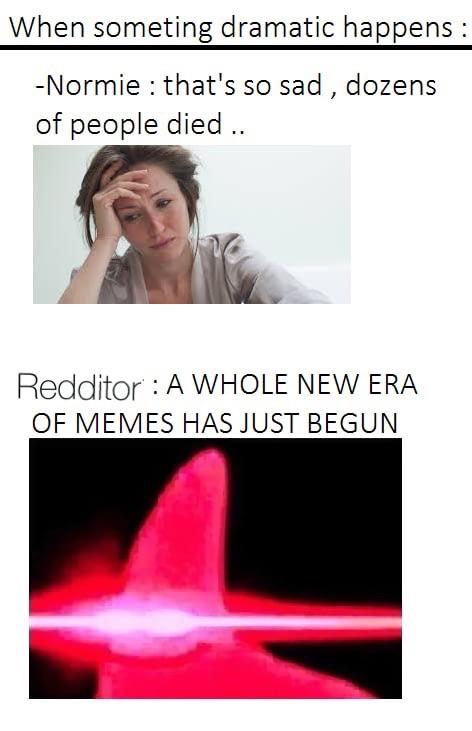 When someting dramatic happens :
-Normie : that's so sad , dozens
of people died ..
Redditor : A WHOLE NEW ERA
OF MEMES HAS JUST BEGUN